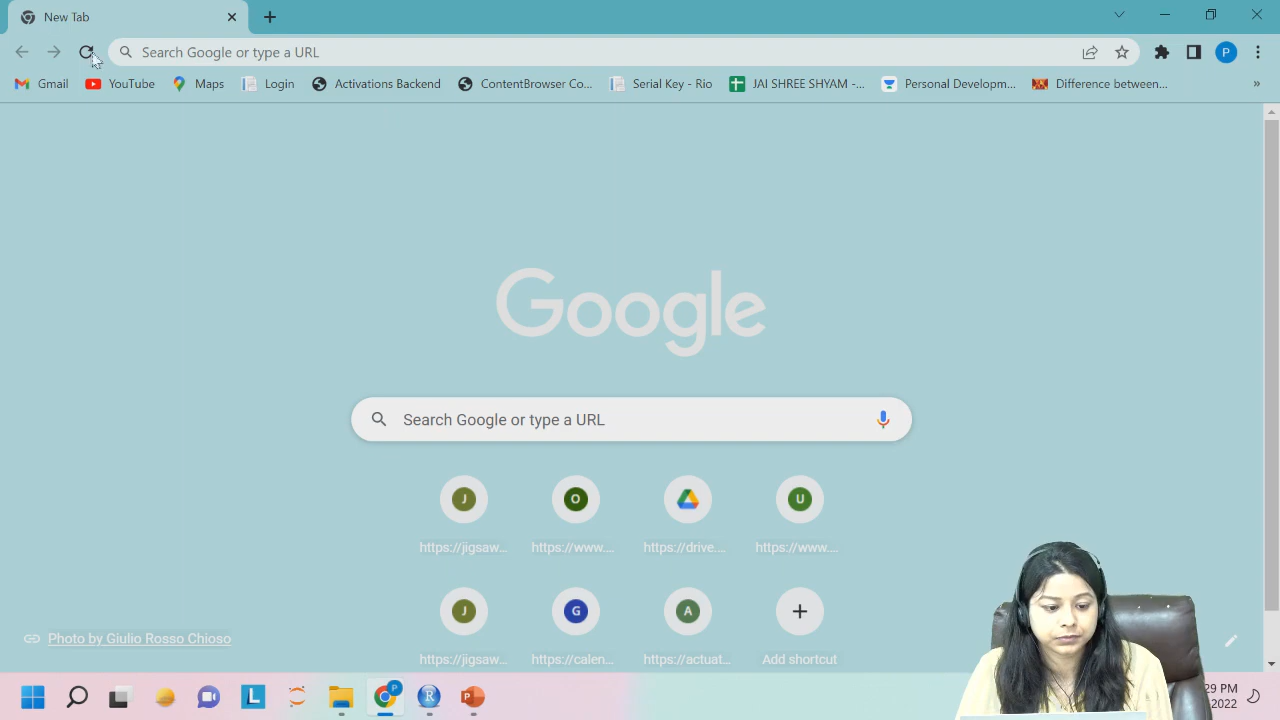 New Tab
Search Google or type a URL
P
Gmail YouTube Maps Login Activations Backend ContentBrowser Co... Serial Key - Rio JAI SHREE SHYAM -... Personal Developm... Difference between... »
Google
Search Google or type a URL
J O U
https://jigsaw... https://www.... https://drive.... https://www....
J G A
https://jigsaw... https://calen... https://actuat... Add shortcut
Photo by Giulio Rosso Chioso
L P R P
29 PM
2022